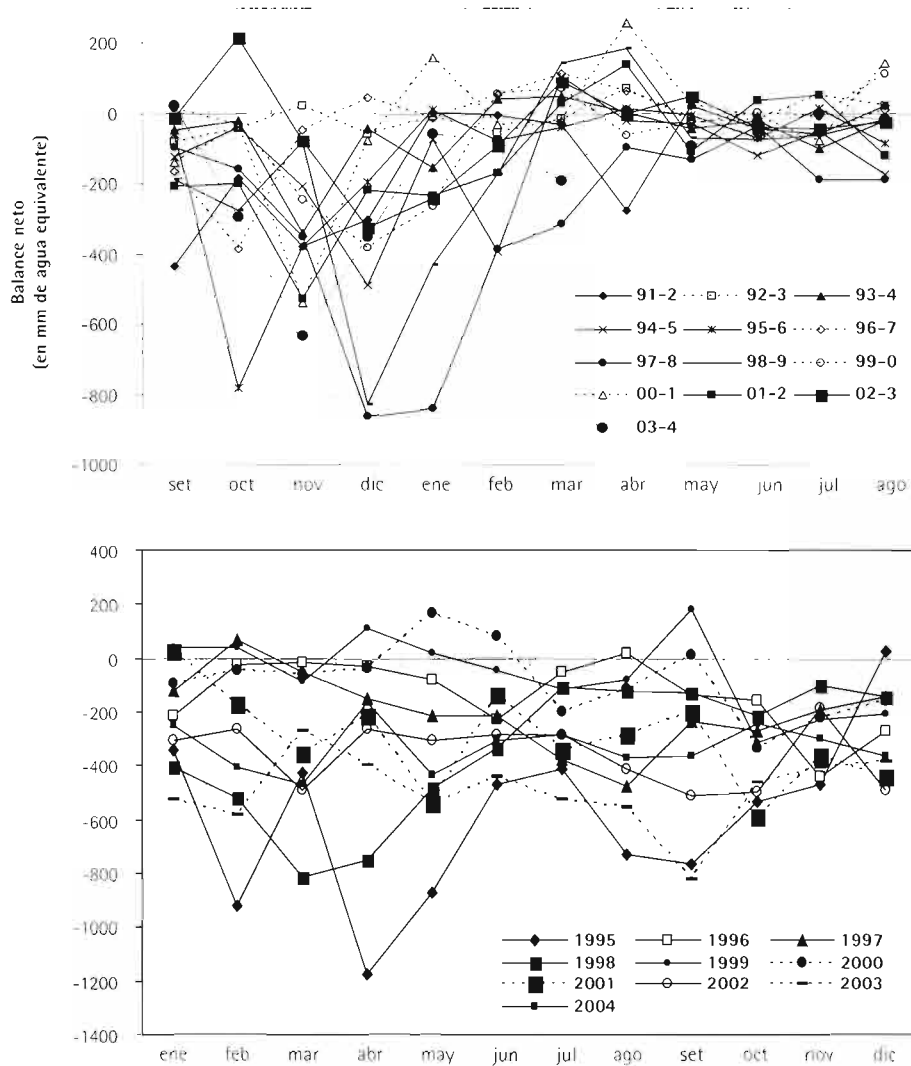 Balance neto
(en mm de agua equivalente)
200
0
-200
-400
-600
-800
-1000
set oct nov dic ene feb mar abr may jun jul ago
91-2 92-3 93-4
94-5 95-6 96-7
97-8 98-9 99-0
00-1 01-2 02-3
03-4
400
200
0
-200
-400
-600
-800
-1000
-1200
-1400
ene feb mar abr may jun jul ago set oct nov dic
1995 1996 1997
1998 1999 2000
2001 2002 2003
2004